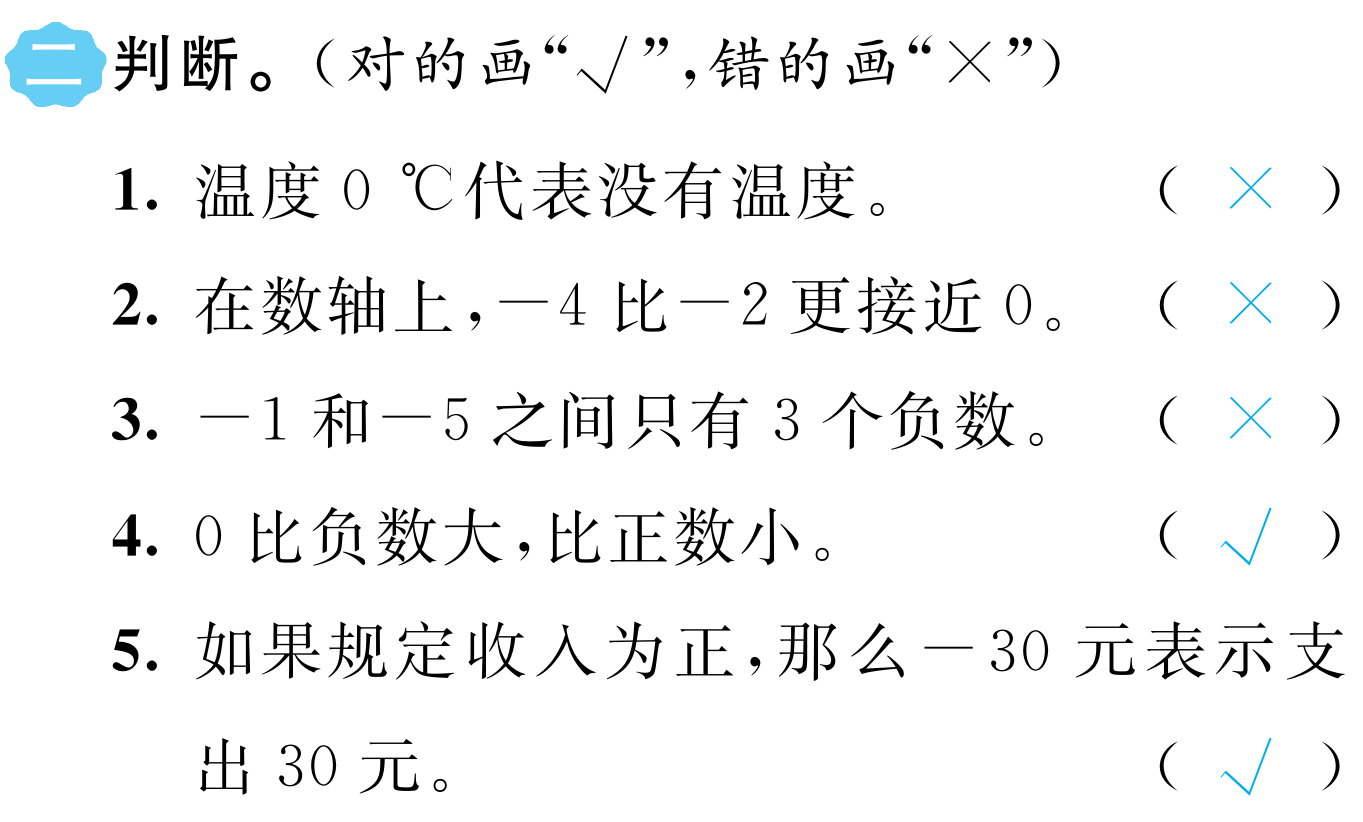 二 判断。(对的画“√”,错的画“×”)
1. 温度 0 ℃代表没有温度。 ( × )
2. 在数轴上,－4 比－2 更接近 0。 ( × )
3. －1 和－5 之间只有 3 个负数。 ( × )
4. 0 比负数大,比正数小。 ( √ )
5. 如果规定收入为正,那么－30 元表示支
出 30 元。 ( √ )